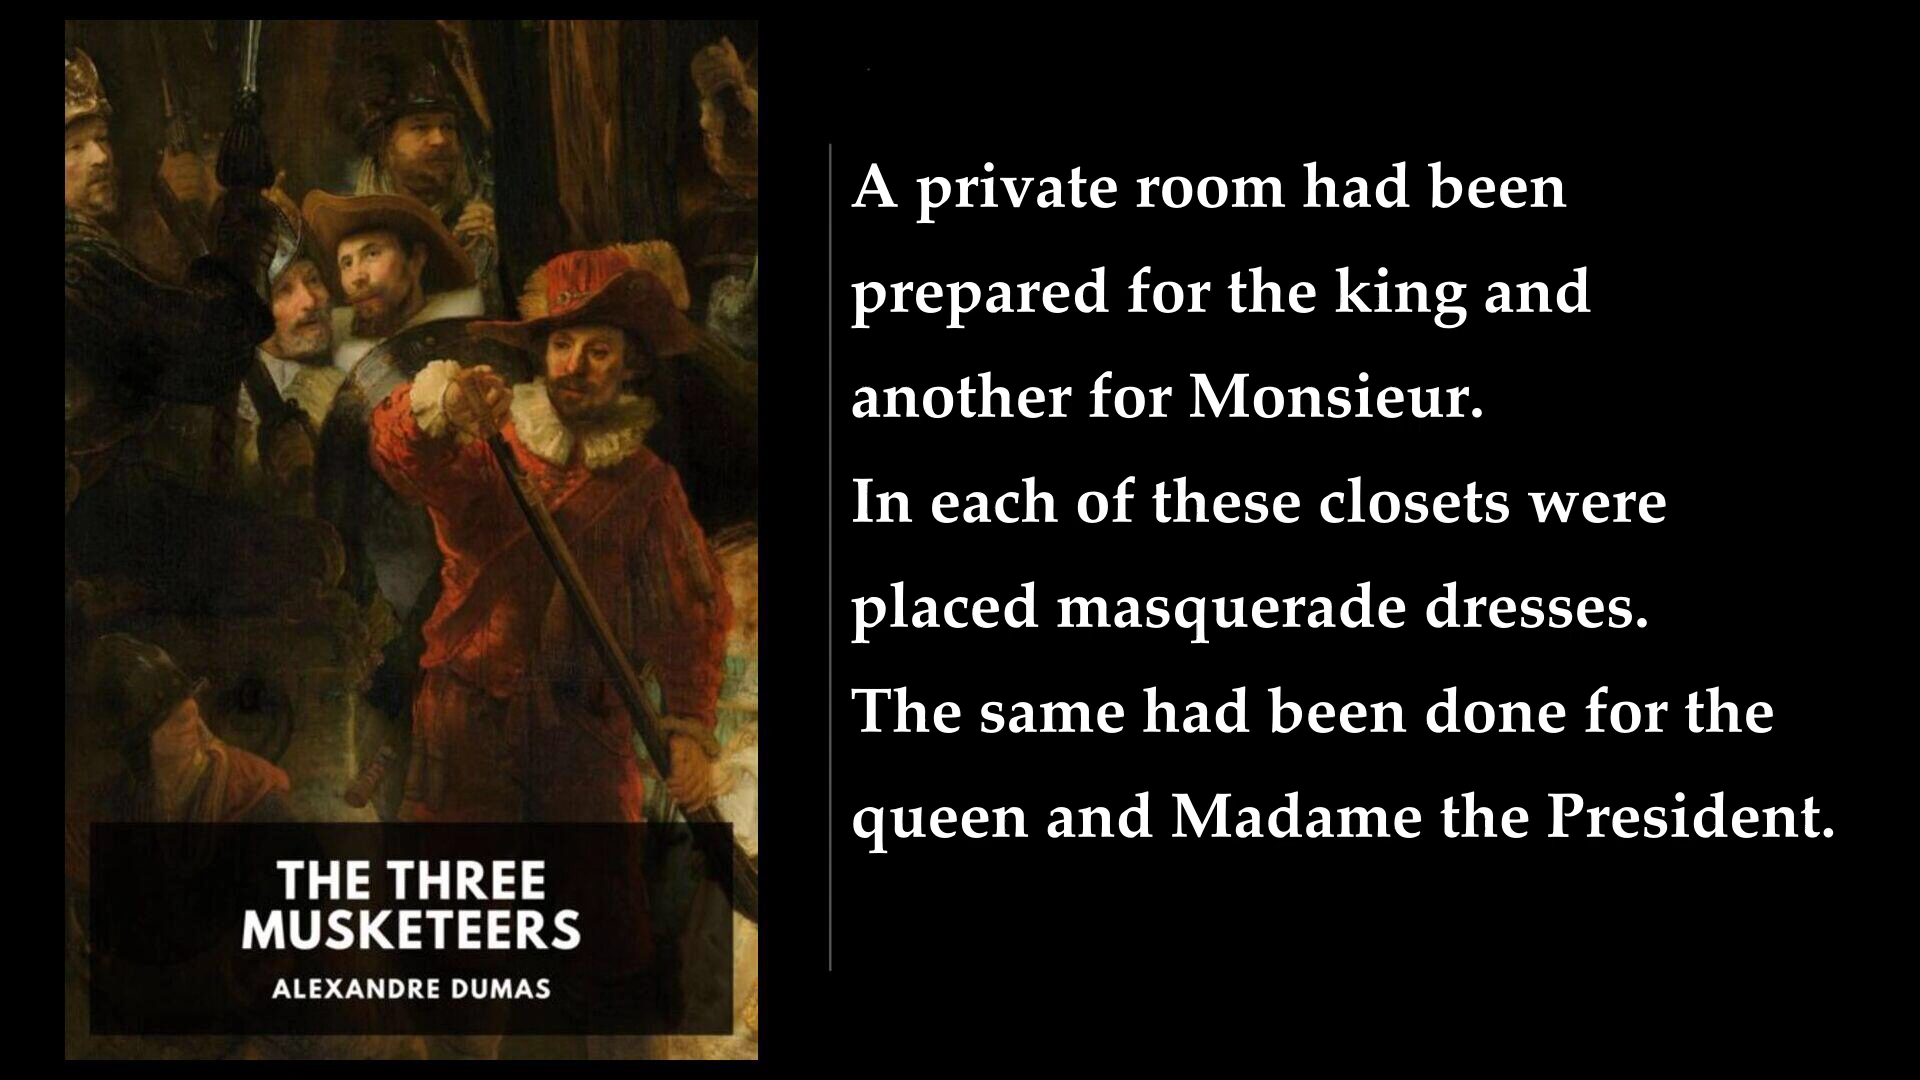 THE THREE
MUSKETEERS
ALEXANDRE DUMAS
A private room had been
prepared for the king and
another for Monsieur.
In each of these closets were
placed masquerade dresses.
The same had been done for the
queen and Madame the President.